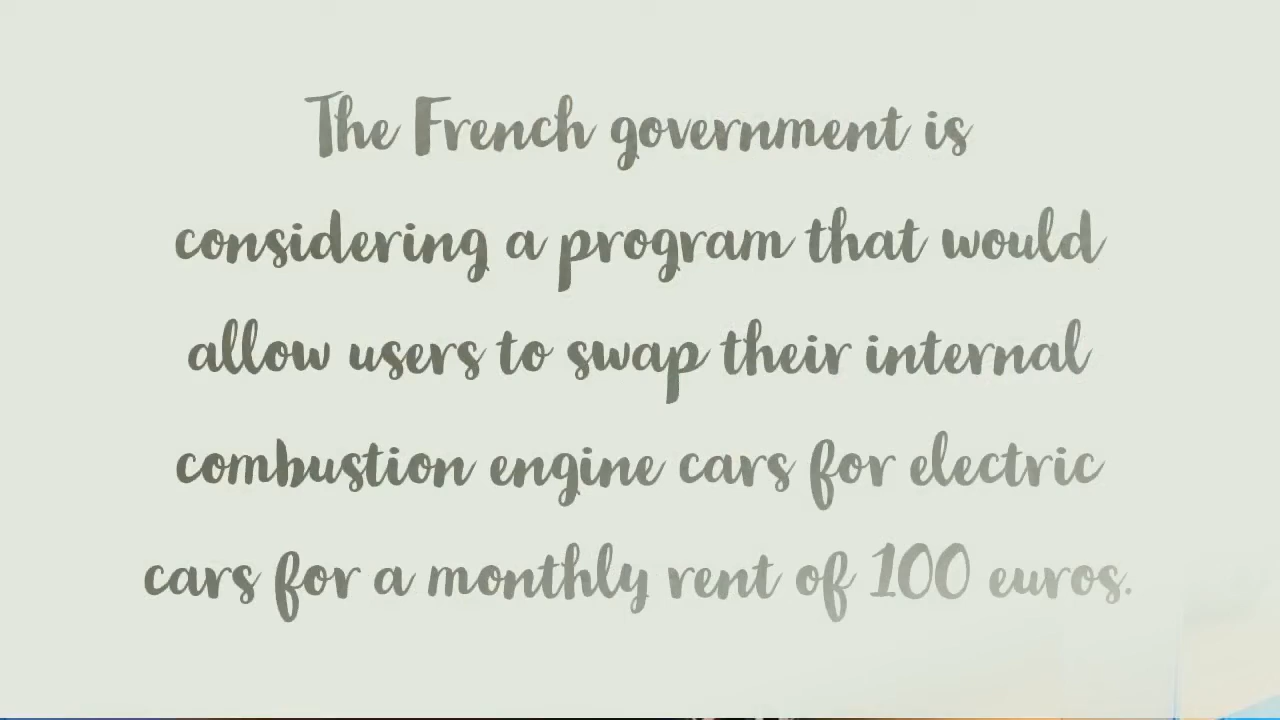 The French government is
considering a program that would
allow users to swap their internal
combustion engine cars for electric
cars for a monthly rent of 100 euros.